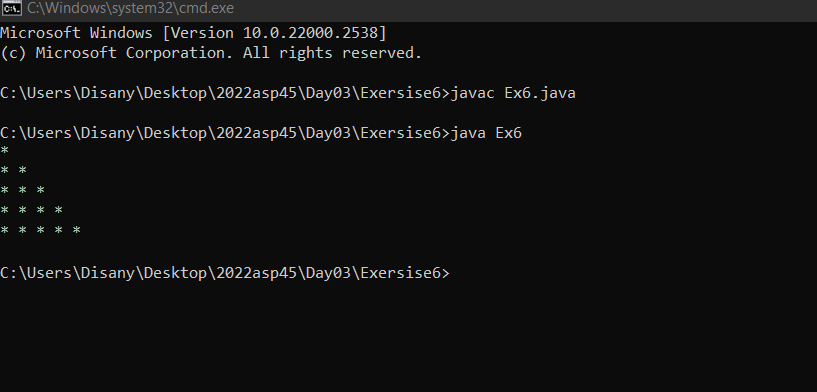 C:\Windows\system32\cmd.exe
Microsoft Windows [Version 10.0.22000.2538]
(c) Microsoft Corporation. All rights reserved.
C:\Users\Disany\Desktop\2022asp45\Day03\Exersise6>javac Ex6.java
C:\Users\Disany\Desktop\2022asp45\Day03\Exersise6>java Ex6
*
* *
* * *
* * * *
* * * * *
C:\Users\Disany\Desktop\2022asp45\Day03\Exersise6>